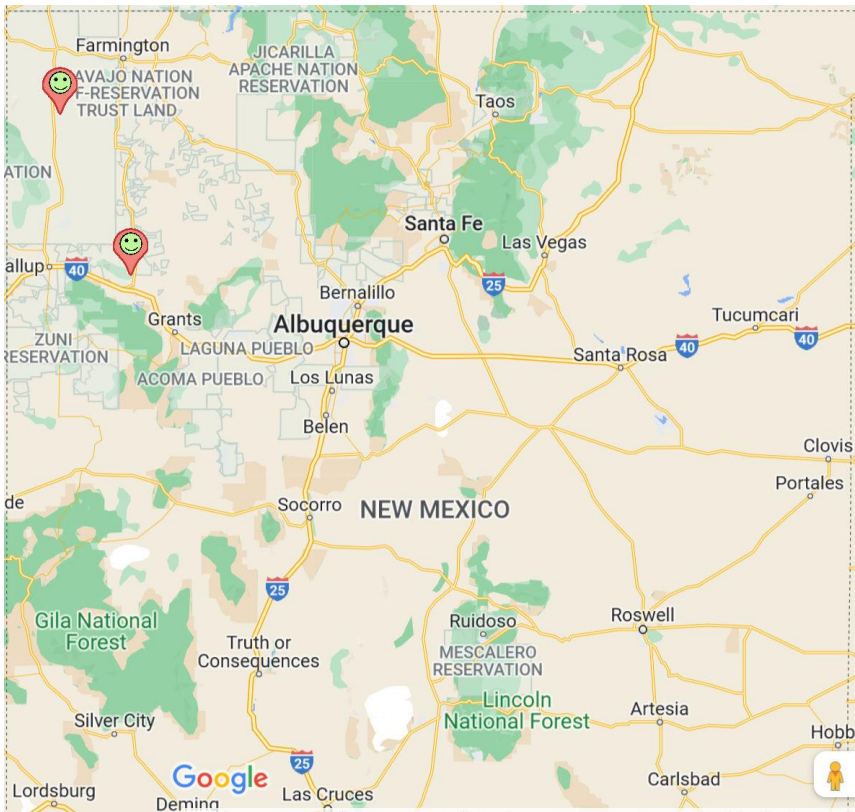 Farmington
JICARILLA
APACHE NATION
RESERVATION
AVAJO NATION
F-RESERVATION
TRUST LAND
Taos
ATION
Santa Fe
Las Vegas
allup
40
25
Bernalillo
Grants
Albuquerque
Tucumcari
ZUNI
RESERVATION
LAGUNA PUEBLO
40
40
Santa Rosa
ACOMA PUEBLO
Los Lunas
Belen
Clovis
Portales
de
Socorro
NEW MEXICO
25
Gila National
Forest
Ruidoso
Roswell
Truth or
Consequences
MESCALERO
RESERVATION
Lincoln
National Forest
Artesia
Silver City
Hobb
25
Google
Lordsburg
Deming
Las Cruces
Carlsbad